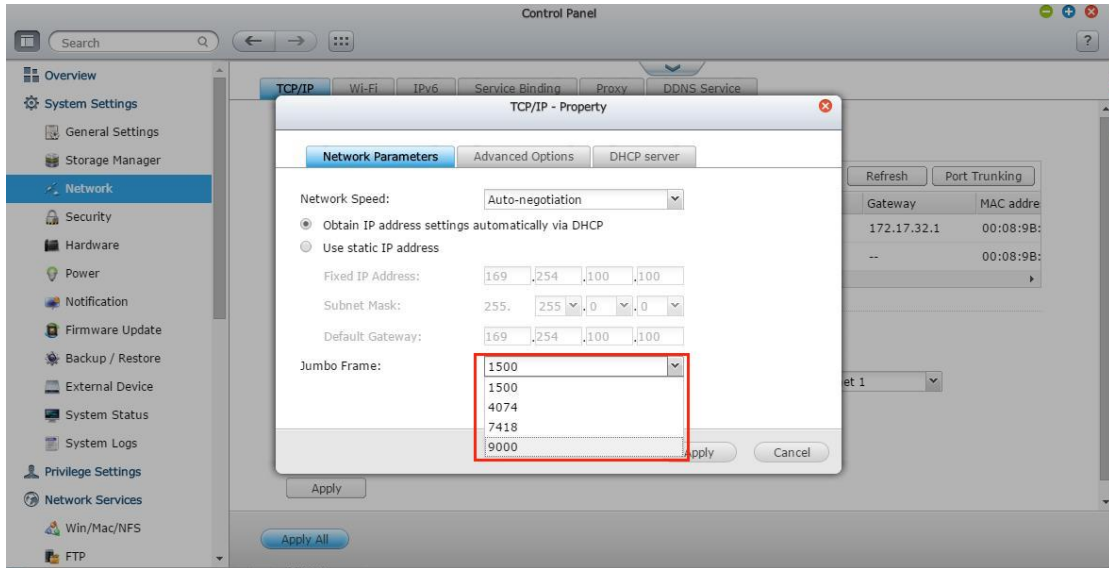 Control Panel
Search
?
Overview
System Settings
General Settings
Storage Manager
Network
Security
Hardware
Power
Notification
Firmware Update
Backup / Restore
External Device
System Status
System Logs
Privilege Settings
Network Services
Win/Mac/NFS
FTP
TCP/IP Wi-Fi IPv6 Service Binding Proxy DDNS Service
TCP/IP - Property
Network Parameters Advanced Options DHCP server
Network Speed: Auto-negotiation
Obtain IP address settings automatically via DHCP
Use static IP address
Fixed IP Address: 169 .254 .100 .100
Subnet Mask: 255. 255 . 0 . 0
Default Gateway: 169 .254 .100 .100
Jumbo Frame: 1500
1500
4074
7418
9000
Apply Cancel
Refresh Port Trunking
Gateway MAC addre
172.17.32.1 00:08:9B:
-- 00:08:9B:
et 1
Apply
Apply All